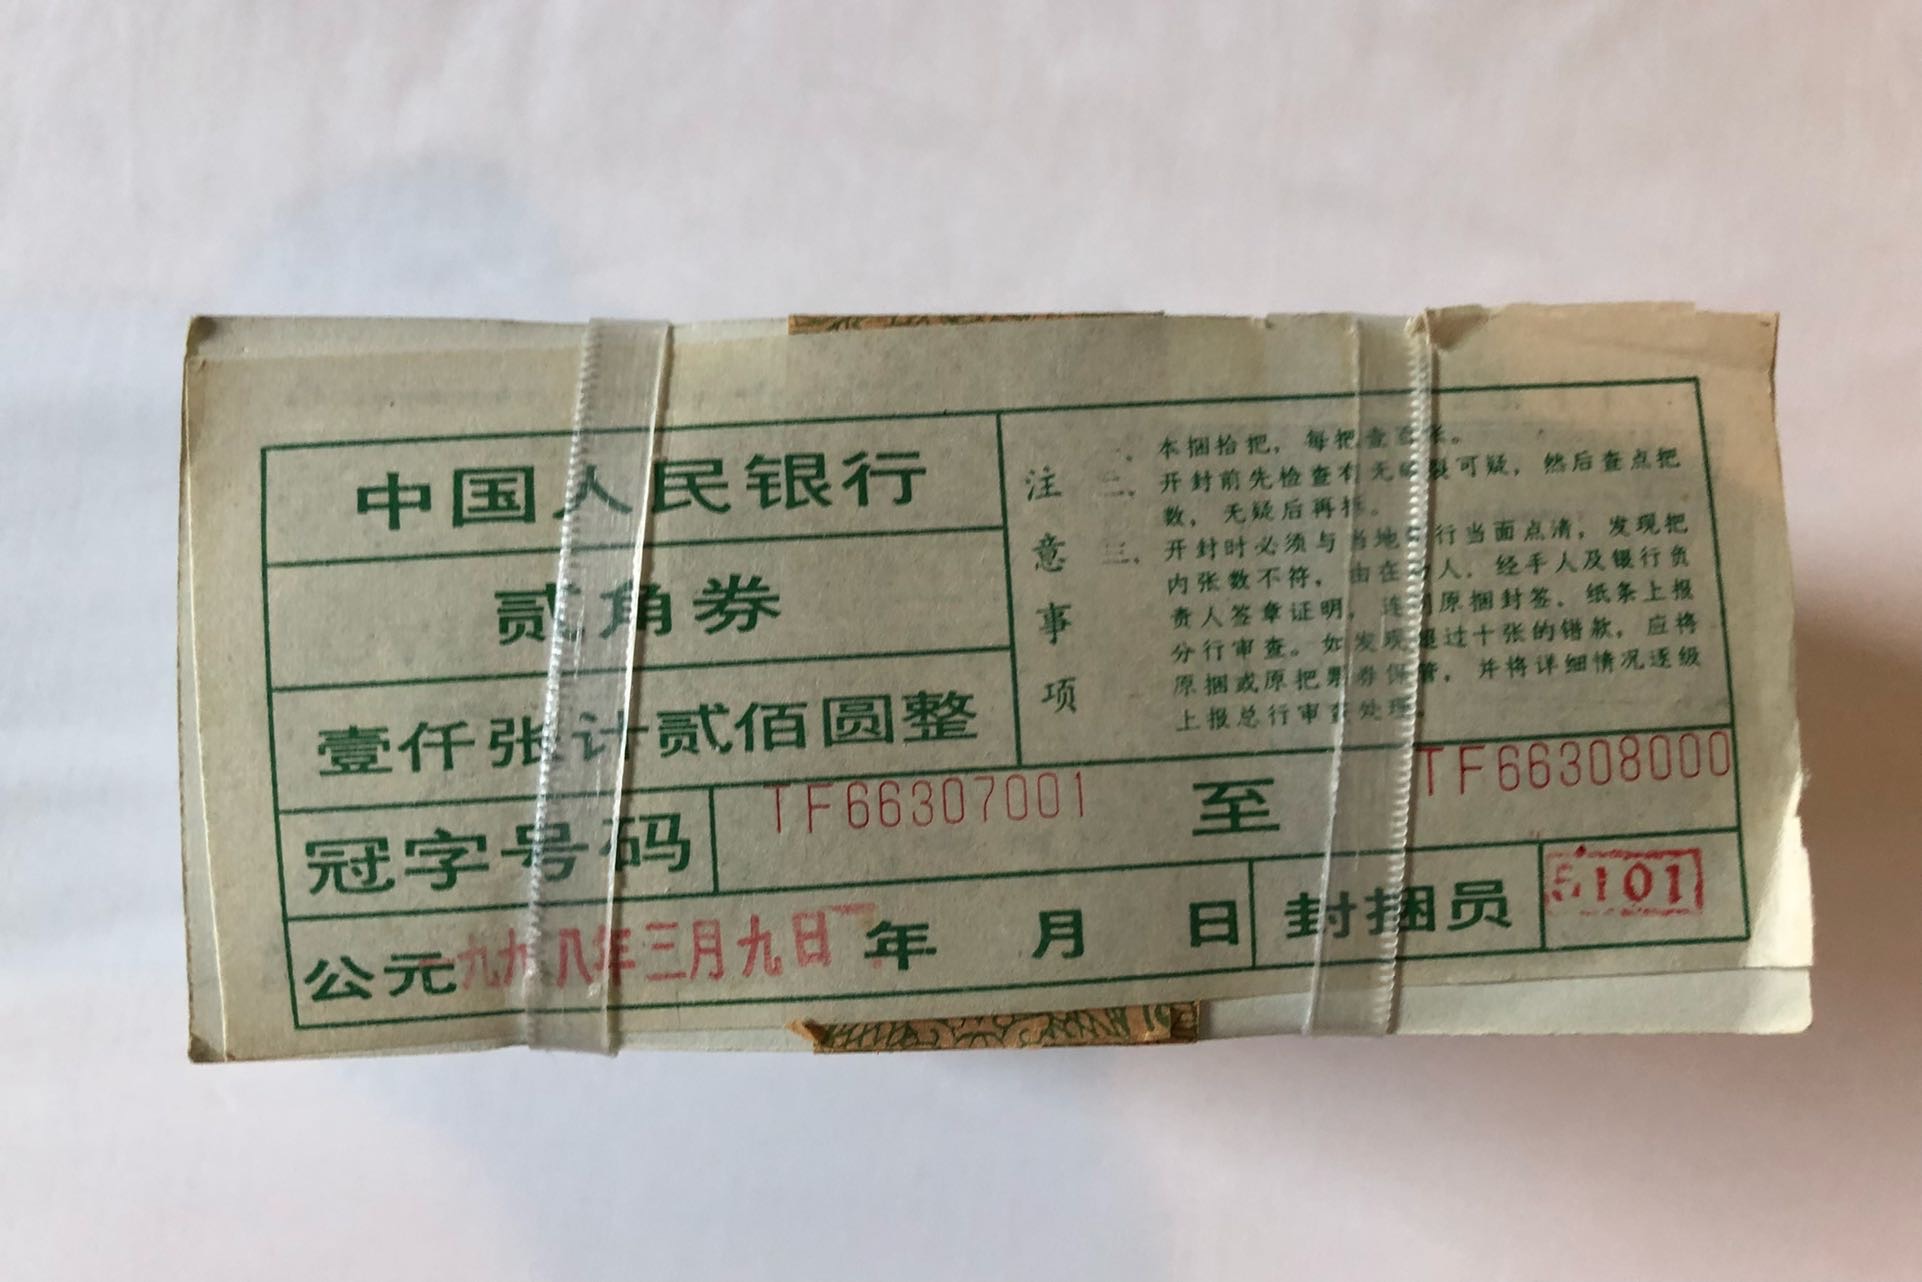 中国人民银行
贰角券
壹仟张计贰佰圆整
注意事项
一、本捆拾把，每把壹百张。
二、开封前先检查有无破裂可疑，然后查点把
数，无疑后再拆。
三、开封时必须与当地银行当面点清，发现把
内张数不符，由在场人、经手人及银行负
责人签章证明，连同原捆封签、纸条上报
分行审查。如发现超过十张的错款，应将
原捆或原把票券保管，并将详细情况逐级
上报总行审查处理。
冠字号码 TF66307001 至 TF66308000
公元 一九九八年三月九日 年 月 日 封捆员 5101